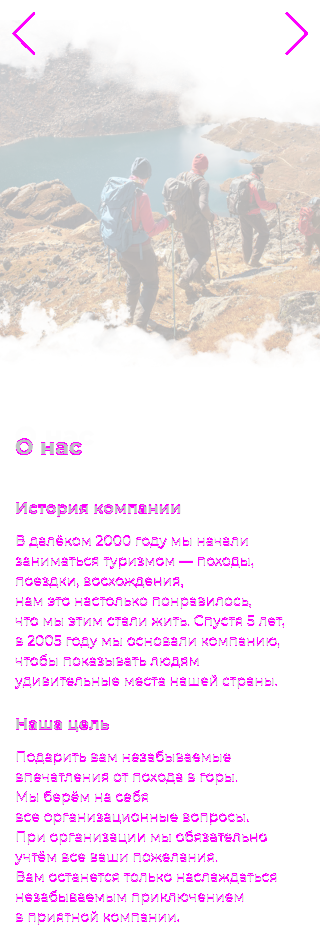 О нас
История компании
В далёком 2000 году мы начали
заниматься туризмом — походы,
поездки, восхождения,
нам это настолько понравилось,
что мы этим стали жить. Спустя 5 лет,
в 2005 году мы основали компанию,
чтобы показывать людям
удивительные места нашей страны.
Наша цель
Подарить вам незабываемые
впечатления от похода в горы.
Мы берём на себя
все организационные вопросы.
При организации мы обязательно
учтём все ваши пожелания.
Вам останется только наслаждаться
незабываемым приключением
в приятной компании.